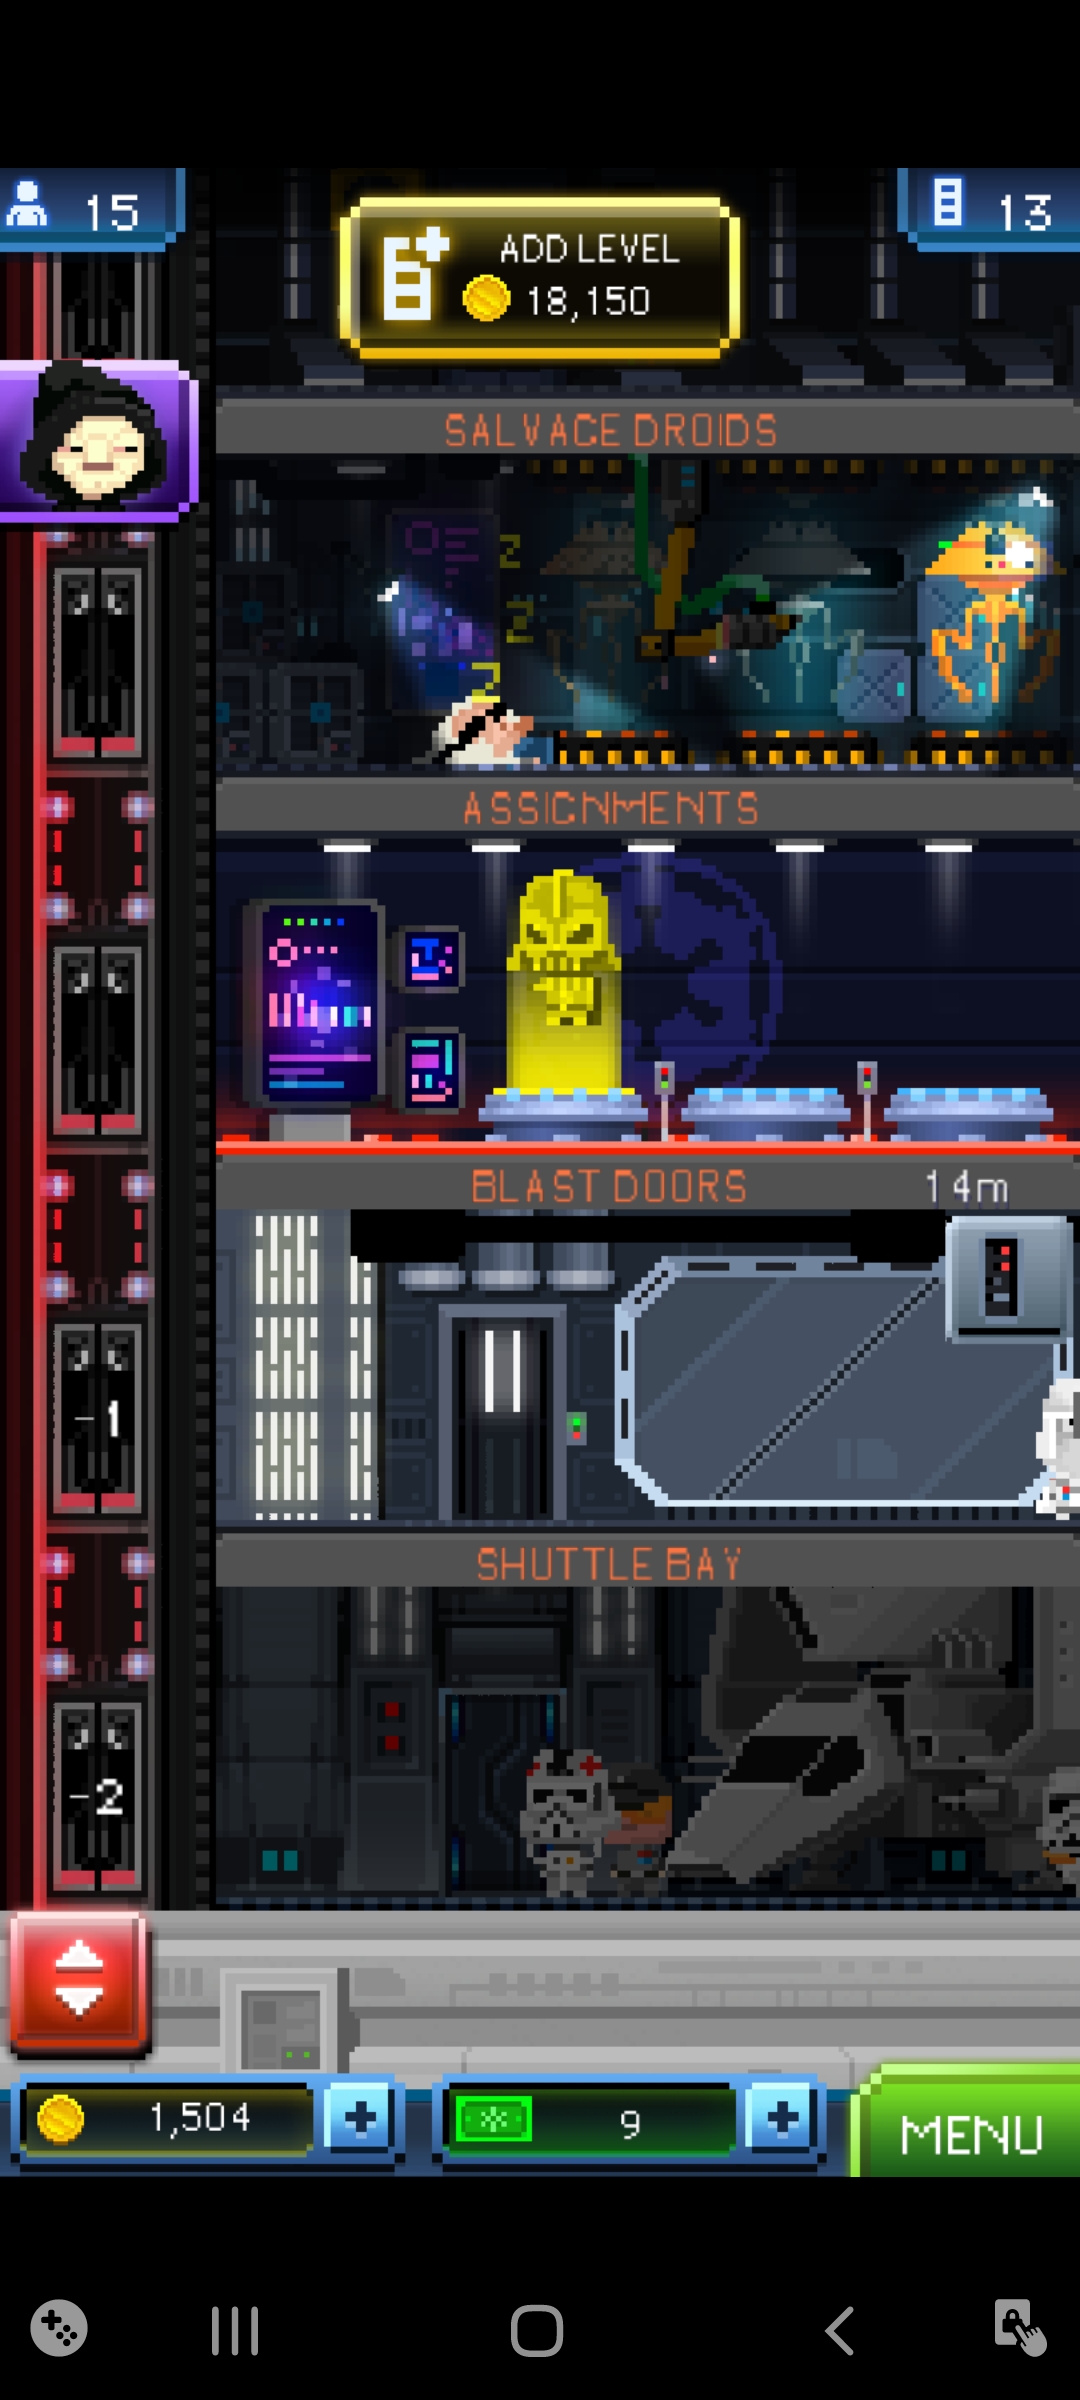 15
ADD LEVEL
18,150
13
SALVAGE DROIDS
Z
Z
Z
ASSIGNMENTS
BLAST DOORS 14m
-1
SHUTTLE BAY
-2
1,504
9
MENU